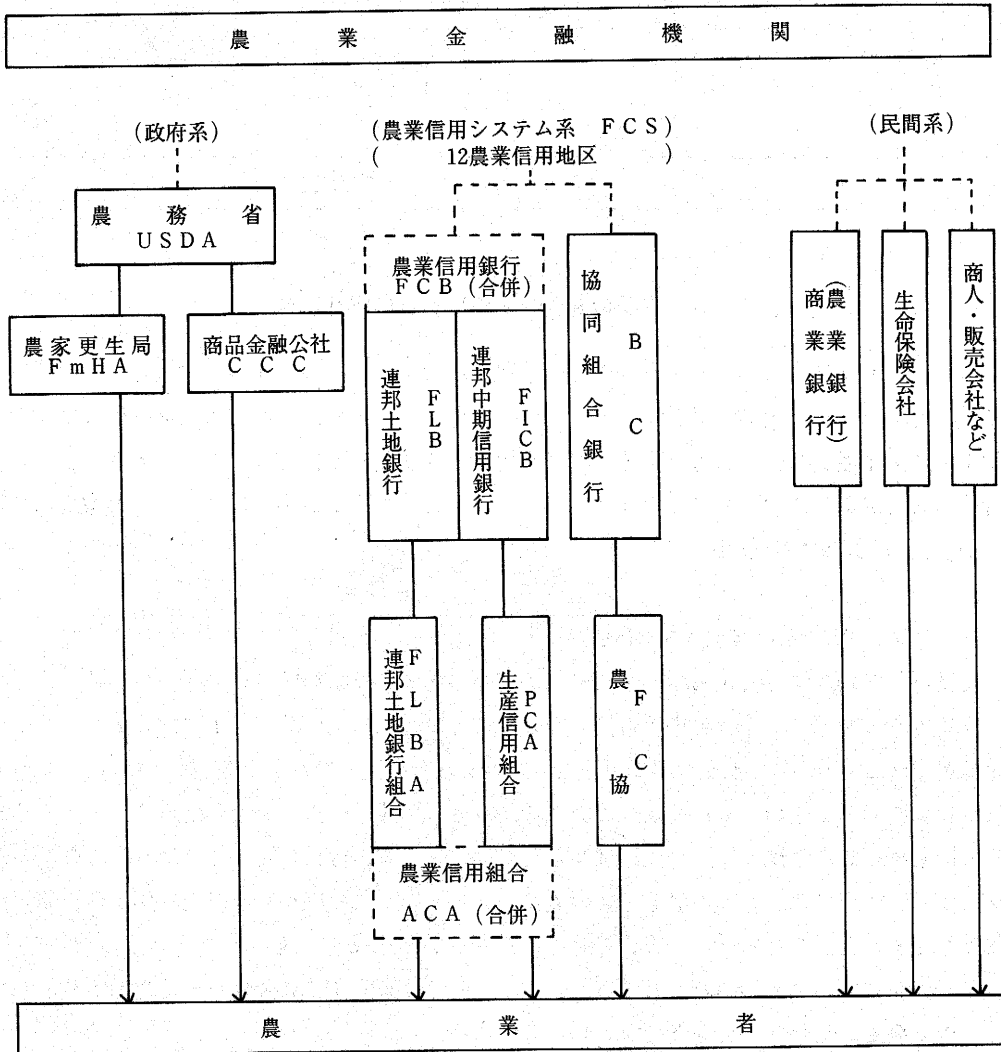 農業金融機関
(政府系)
(農業信用システム系 FCS)
( 12農業信用地区 )
(民間系)
農務省
USDA
農家更生局
FmHA
商品金融公社
CCC
農業信用銀行
FCB(合併)
連邦土地銀行
FLB
連邦中期信用銀行
FICB
協同組合銀行
BC
商業銀行
(農業銀行)
生命保険会社
商人・販売会社など
連邦土地銀行組合
FLBA
生産信用組合
PCA
農協
FC
農業信用組合
ACA(合併)
農業者